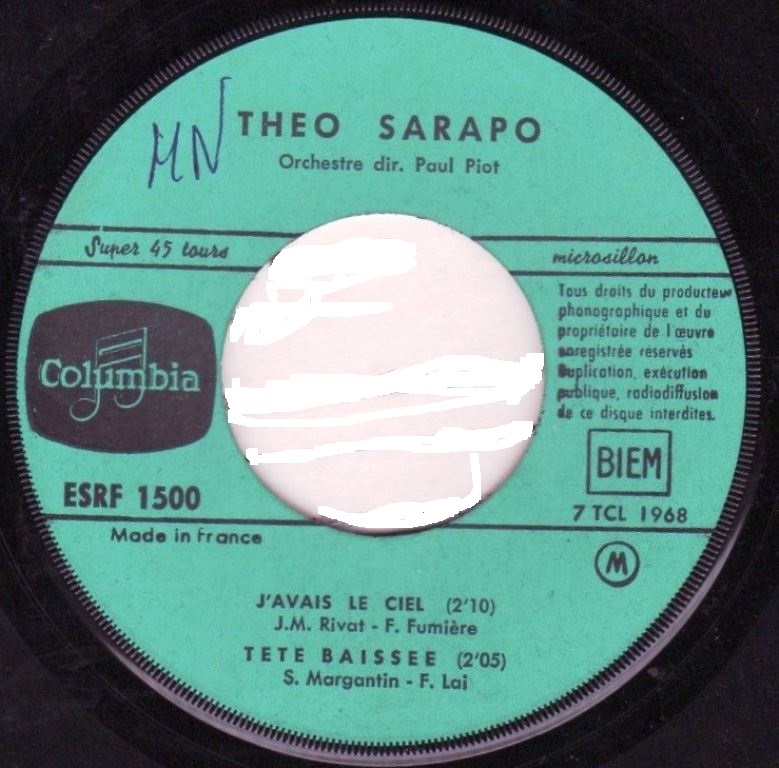 MN
THEO SARAPO
Orchestre dir. Paul Piot
Super 45 tours
microsillon
Tous droits du producteur
phonographique et du
propriétaire de l'œuvre
enregistrée réservés
Duplication, exécution
publique, radiodiffusion
de ce disque interdites.
Columbia
BIEM
ESRF 1500
7 TCL 1968
Made in France
M
J'AVAIS LE CIEL (2'10)
J.M. Rivat - F. Fumière
TETE BAISSEE (2'05)
S. Margantin - F. Lai